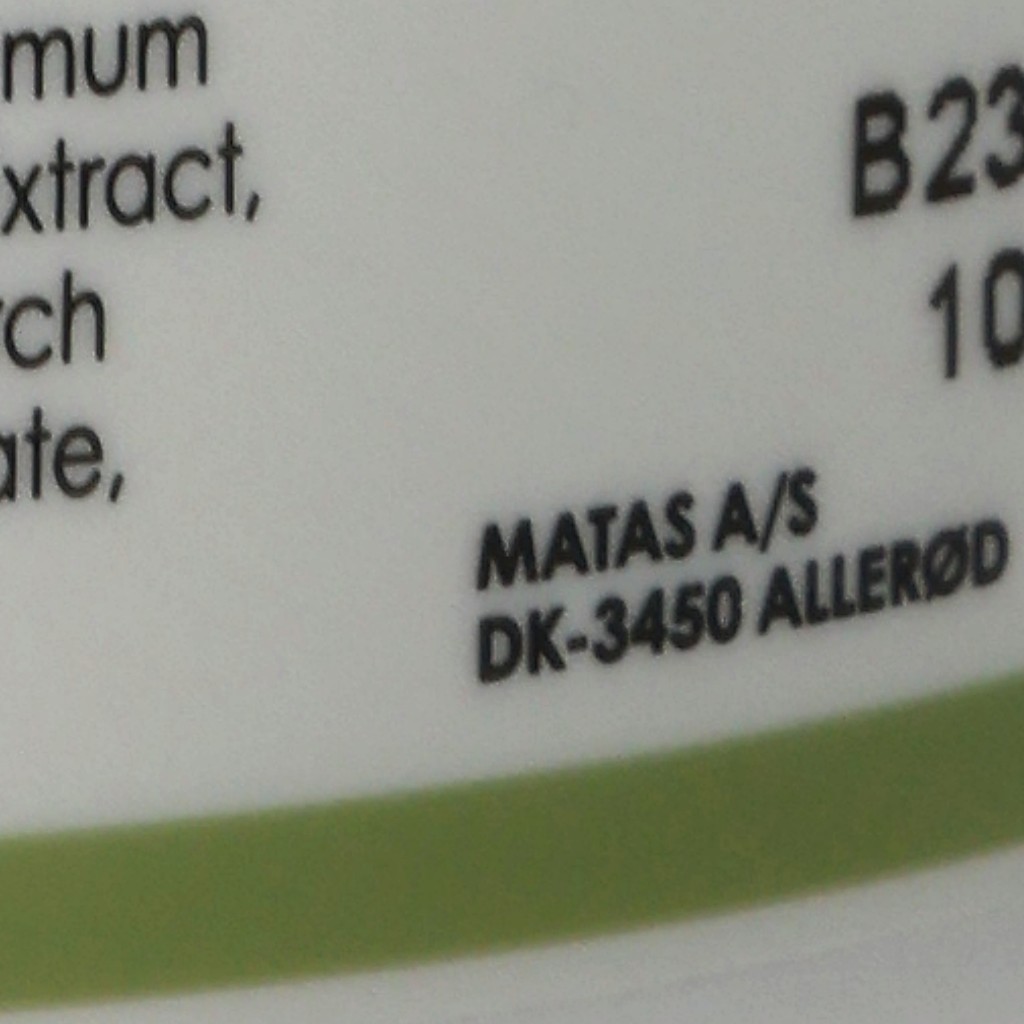 mum
xtract,
rch
ate,
B23
10
MATAS A/S
DK-3450 ALLERØD